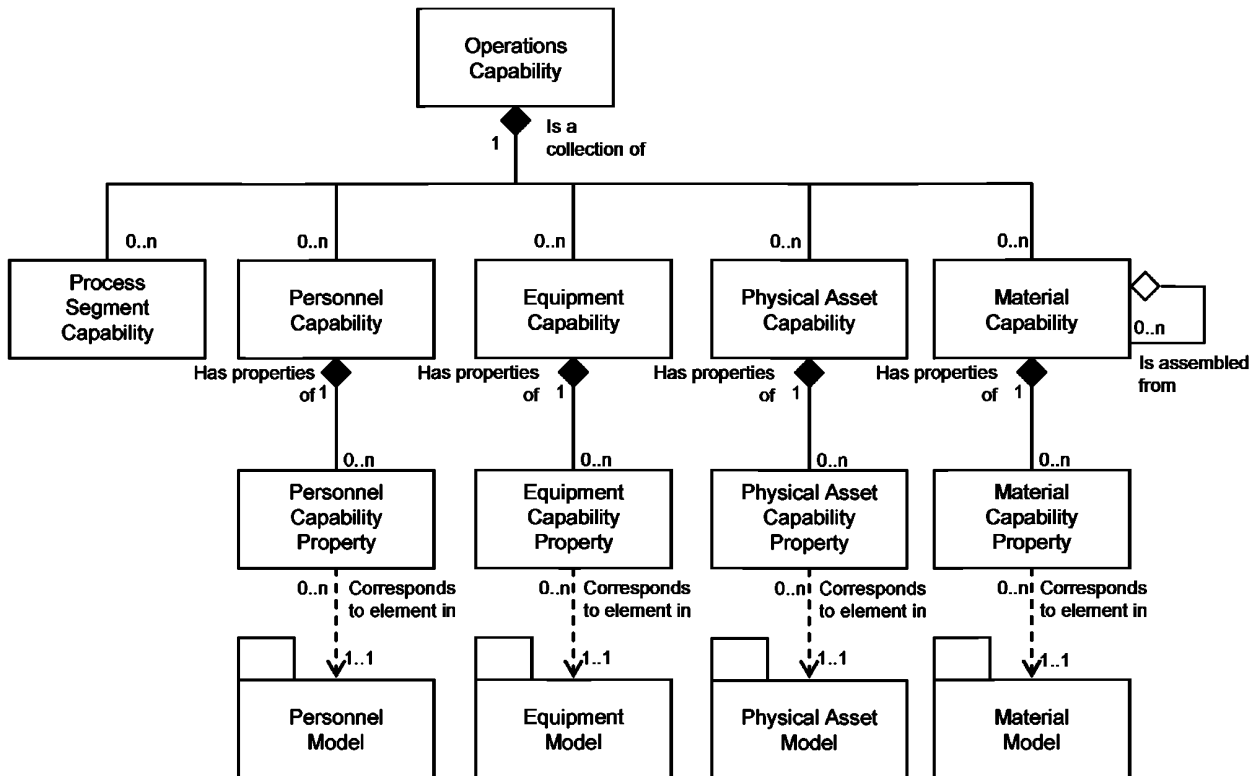 Operations
Capability
1
Is a
collection of
0..n
0..n
0..n
0..n
0..n
Process
Segment
Capability
Personnel
Capability
Equipment
Capability
Physical Asset
Capability
Material
Capability
0..n
Is assembled
from
Has properties
of
1
Has properties
of
1
Has properties
of
1
Has properties
of
1
0..n
0..n
0..n
0..n
Personnel
Capability
Property
Equipment
Capability
Property
Physical Asset
Capability
Property
Material
Capability
Property
0..n
Corresponds
to element in
0..n
Corresponds
to element in
0..n
Corresponds
to element in
0..n
Corresponds
to element in
1..1
1..1
1..1
1..1
Personnel
Model
Equipment
Model
Physical Asset
Model
Material
Model